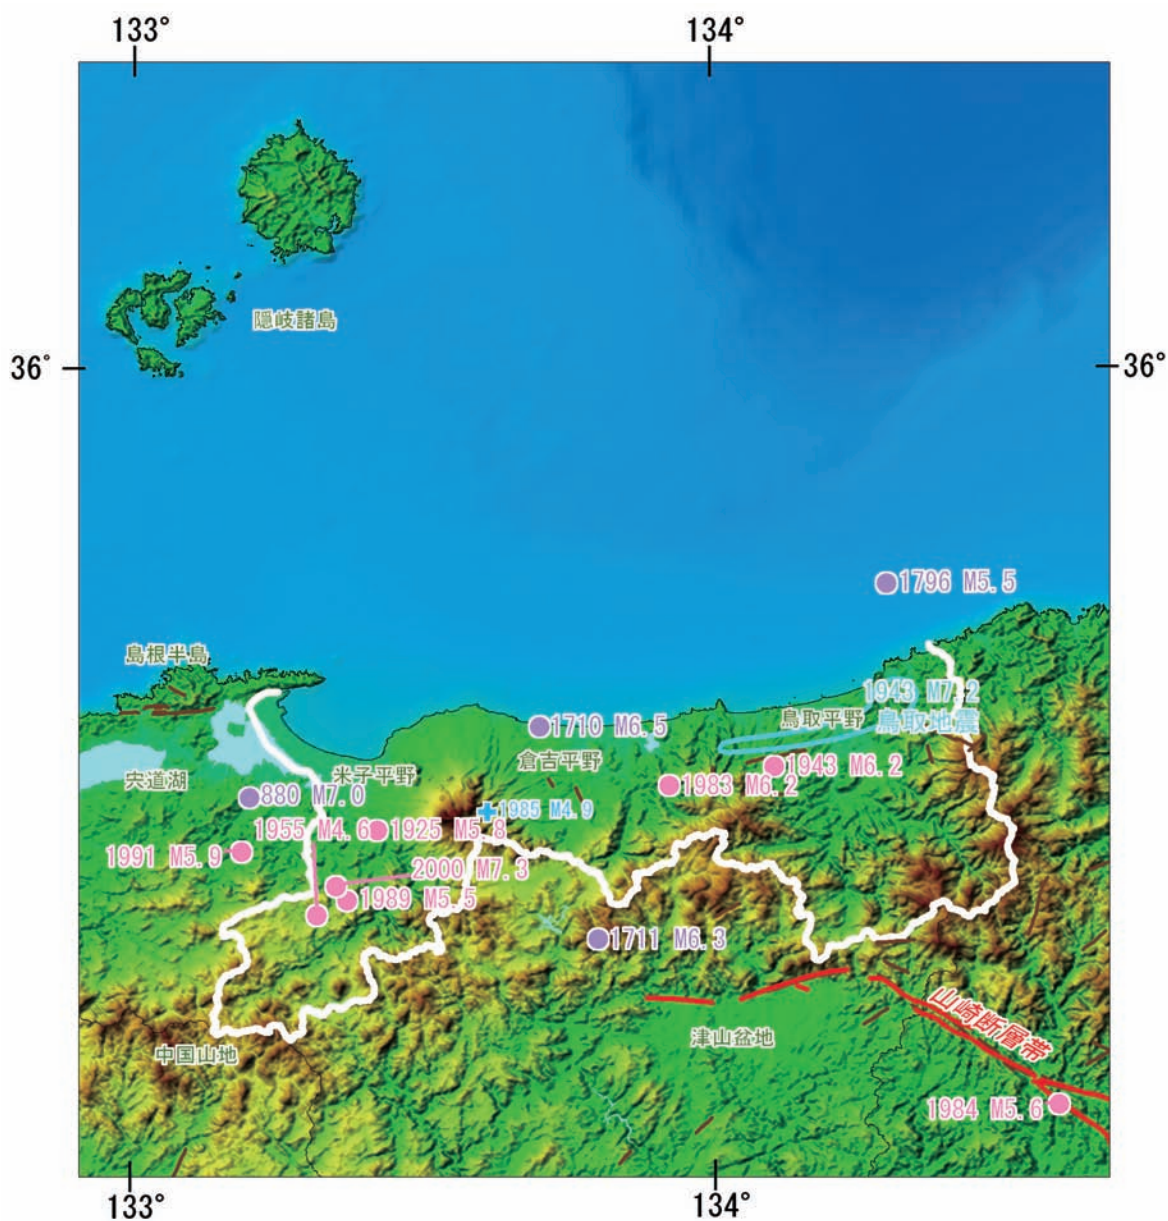 133°
134°
隠岐諸島
36°
36°
1796 M5.5
島根半島
1943 M7.2
鳥取平野
鳥取地震
1710 M6.5
倉吉平野
1943 M6.2
宍道湖
米子平野
1983 M6.2
880 M7.0
1985 M4.9
1955 M4.6
1925 M5.8
1991 M5.9
2000 M7.3
1989 M5.5
1711 M6.3
山崎断層帯
津山盆地
中国山地
1984 M5.6
133°
134°